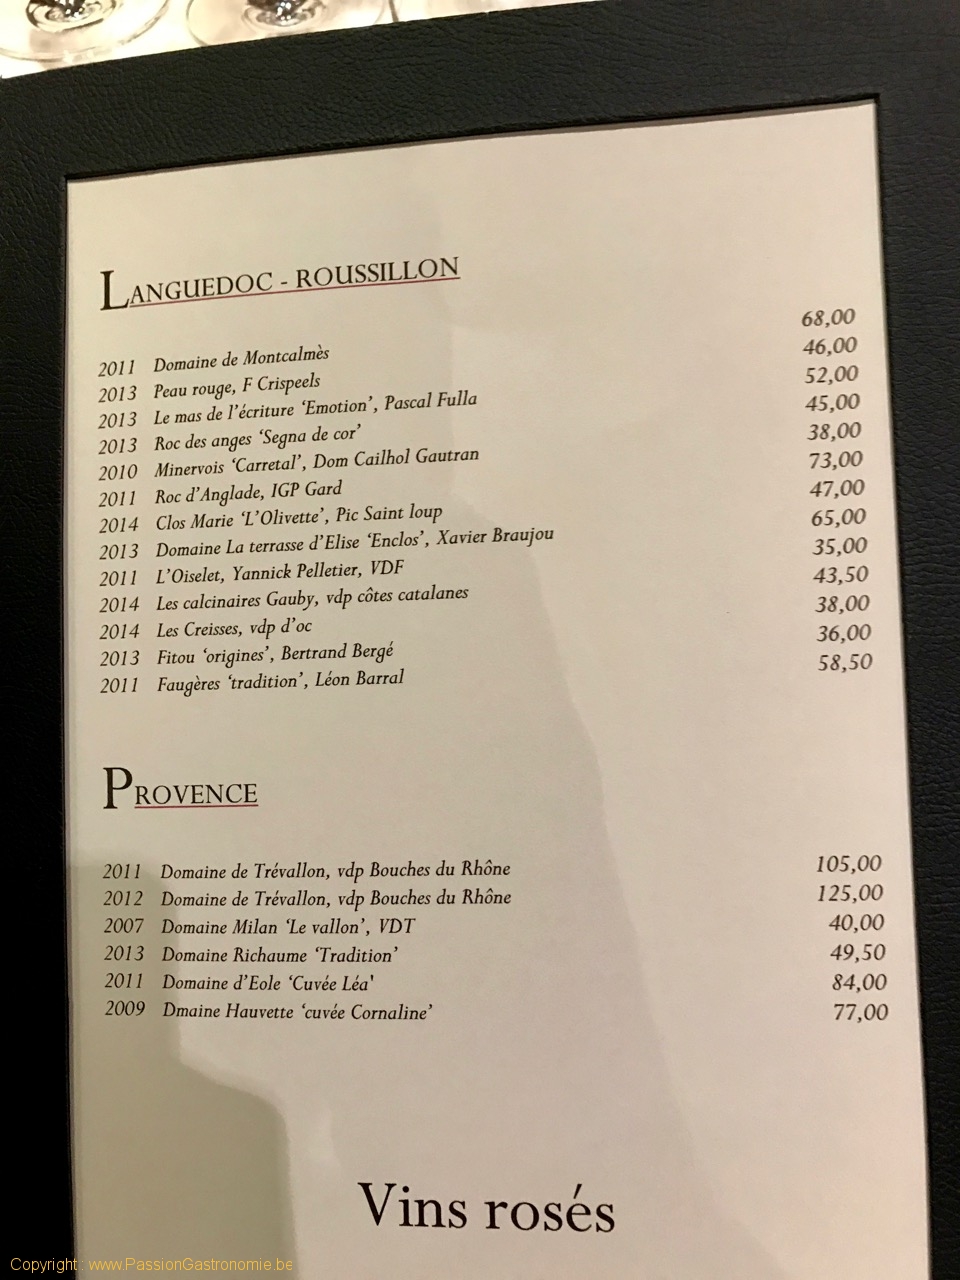 LANGUEDOC - ROUSSILLON
2011 Domaine de Montcalmès 68,00
2013 Peau rouge, F Crispeels 46,00
2013 Le mas de l'écriture ‘Emotion’, Pascal Fulla 52,00
2013 Roc des anges ‘Segna de cor’ 45,00
2010 Minervois ‘Carretal’, Dom Cailhol Gautran 38,00
2011 Roc d'Anglade, IGP Gard 73,00
2014 Clos Marie ‘L'Olivette’, Pic Saint loup 47,00
2013 Domaine La terrasse d'Elise ‘Enclos’, Xavier Braujou 65,00
2011 L'Oiselet, Yannick Pelletier, VDF 35,00
2014 Les calcinaires Gauby, vdp côtes catalanes 43,50
2014 Les Creisses, vdp d'oc 38,00
2013 Fitou ‘origines’, Bertrand Bergé 36,00
2011 Faugères ‘tradition’, Léon Barral 58,50
PROVENCE
2011 Domaine de Trévallon, vdp Bouches du Rhône 105,00
2012 Domaine de Trévallon, vdp Bouches du Rhône 125,00
2007 Domaine Milan ‘Le vallon’, VDT 40,00
2013 Domaine Richaume ‘Tradition’ 49,50
2011 Domaine d'Eole ‘Cuvée Léa' 84,00
2009 Dmaine Hauvette ‘cuvée Cornaline’ 77,00
Vins rosés
Copyright: www.PassionGastronomie.be